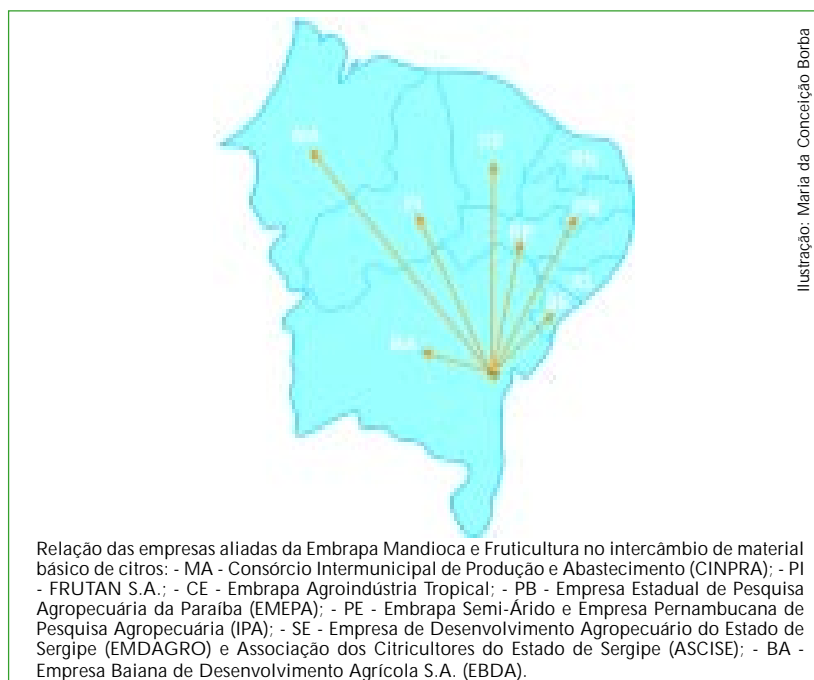 Ilustração: Maria da Conceição Borba
Relação das empresas aliadas da Embrapa Mandioca e Fruticultura no intercâmbio de material
básico de citros: - MA - Consórcio Intermunicipal de Produção e Abastecimento (CINPRA); - PI
- FRUTAN S.A.; - CE - Embrapa Agroindústria Tropical; - PB - Empresa Estadual de Pesquisa
Agropecuária da Paraíba (EMEPA); - PE - Embrapa Semi-Árido e Empresa Pernambucana de
Pesquisa Agropecuária (IPA); - SE - Empresa de Desenvolvimento Agropecuário do Estado de
Sergipe (EMDAGRO) e Associação dos Citricultores do Estado de Sergipe (ASCISE); - BA -
Empresa Baiana de Desenvolvimento Agrícola S.A. (EBDA).